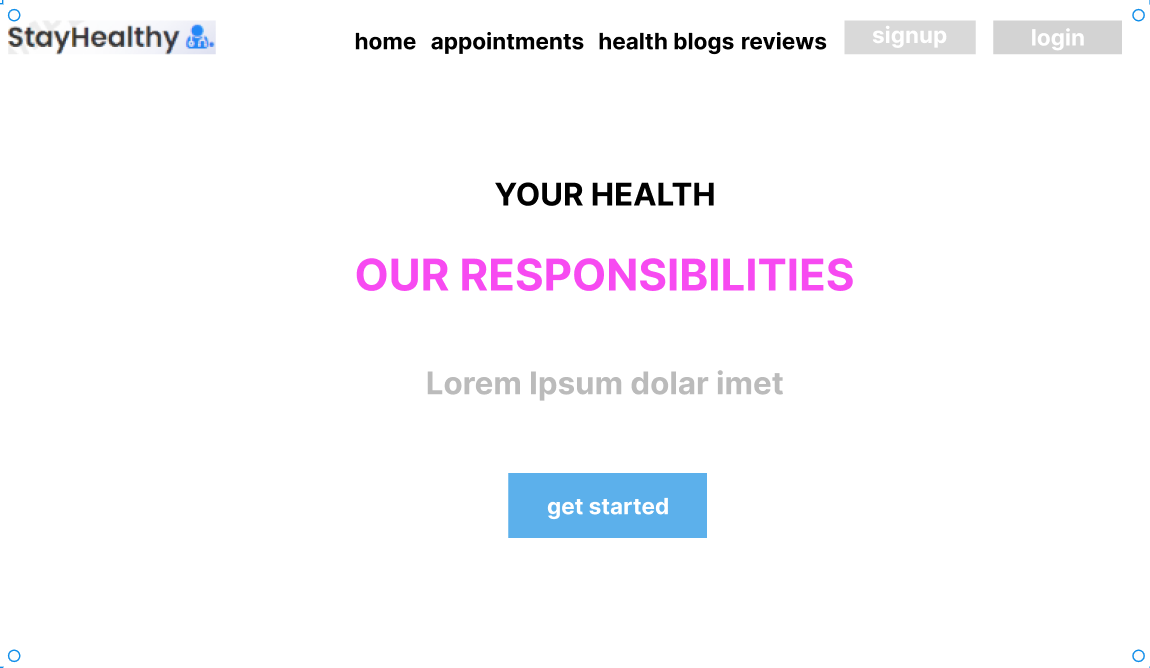 StayHealthy
home appointments health blogs reviews signup login
YOUR HEALTH
OUR RESPONSIBILITIES
Lorem Ipsum dolar imet
get started